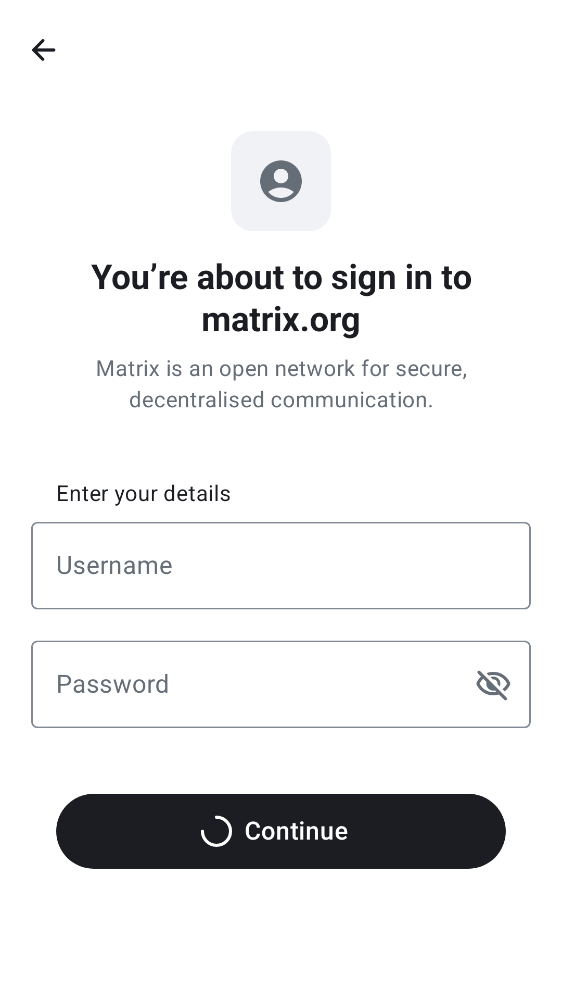 You’re about to sign in to
matrix.org
Matrix is an open network for secure,
decentralised communication.
Enter your details
Username
Password
Continue